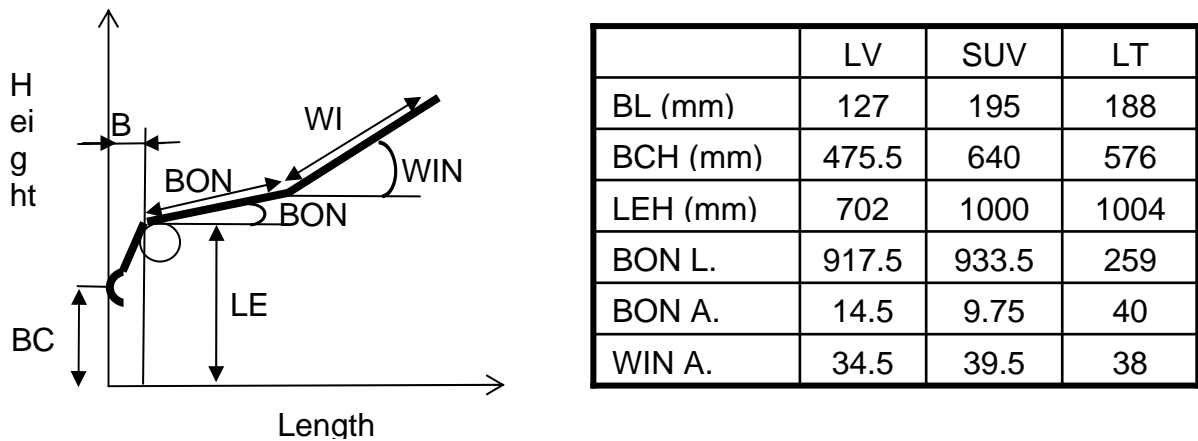 H
ei
g
ht
B
WI
WIN
BON
BON
LE
BC
Length
LV SUV LT
BL (mm) 127 195 188
BCH (mm) 475.5 640 576
LEH (mm) 702 1000 1004
BON L. 917.5 933.5 259
BON A. 14.5 9.75 40
WIN A. 34.5 39.5 38